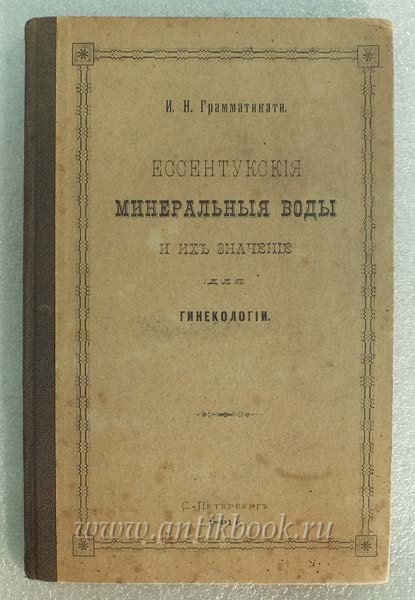 И. Н. Грамматикати.
ЕССЕНТУКСКІЯ
МИНЕРАЛЬНЫЯ ВОДЫ
И ИХЪ ЗНАЧЕНІЕ
ДЛЯ
ГИНЕКОЛОГІИ.
С.-ПЕТЕРБУРГЪ
www.antikbook.ru